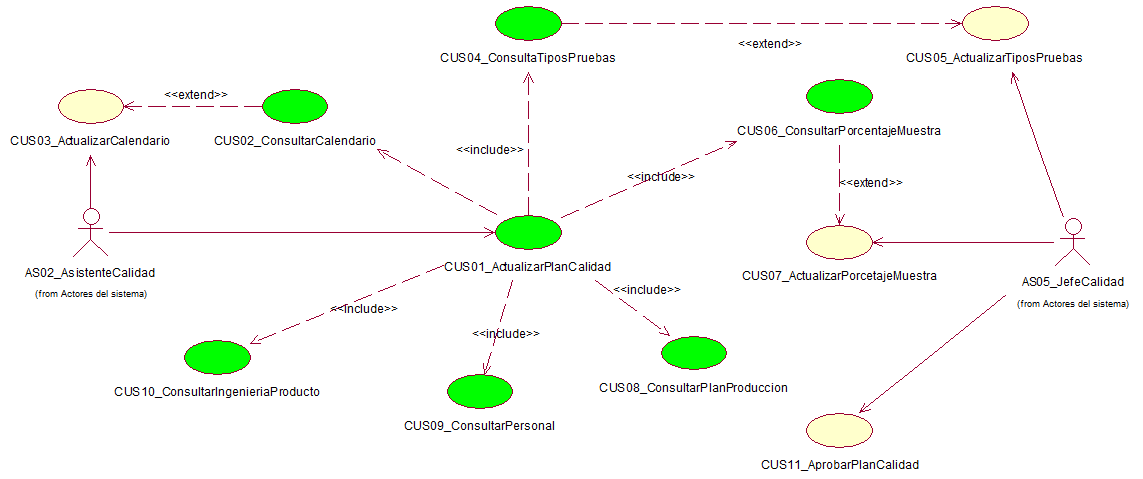 <<extend>>
CUS04_ConsultaTiposPruebas
CUS05_ActualizarTiposPruebas
<<extend>>
CUS03_ActualizarCalendario
CUS02_ConsultarCalendario
CUS06_ConsultarPorcentajeMuestra
<<include>>
<<include>>
<<extend>>
AS02_AsistenteCalidad
(from Actores del sistema)
CUS01_ActualizarPlanCalidad
CUS07_ActualizarPorcetajeMuestra
AS05_JefeCalidad
(from Actores del sistema)
<<include>>
<<include>>
<<include>>
CUS10_ConsultarIngenieriaProducto
CUS09_ConsultarPersonal
CUS08_ConsultarPlanProduccion
CUS11_AprobarPlanCalidad